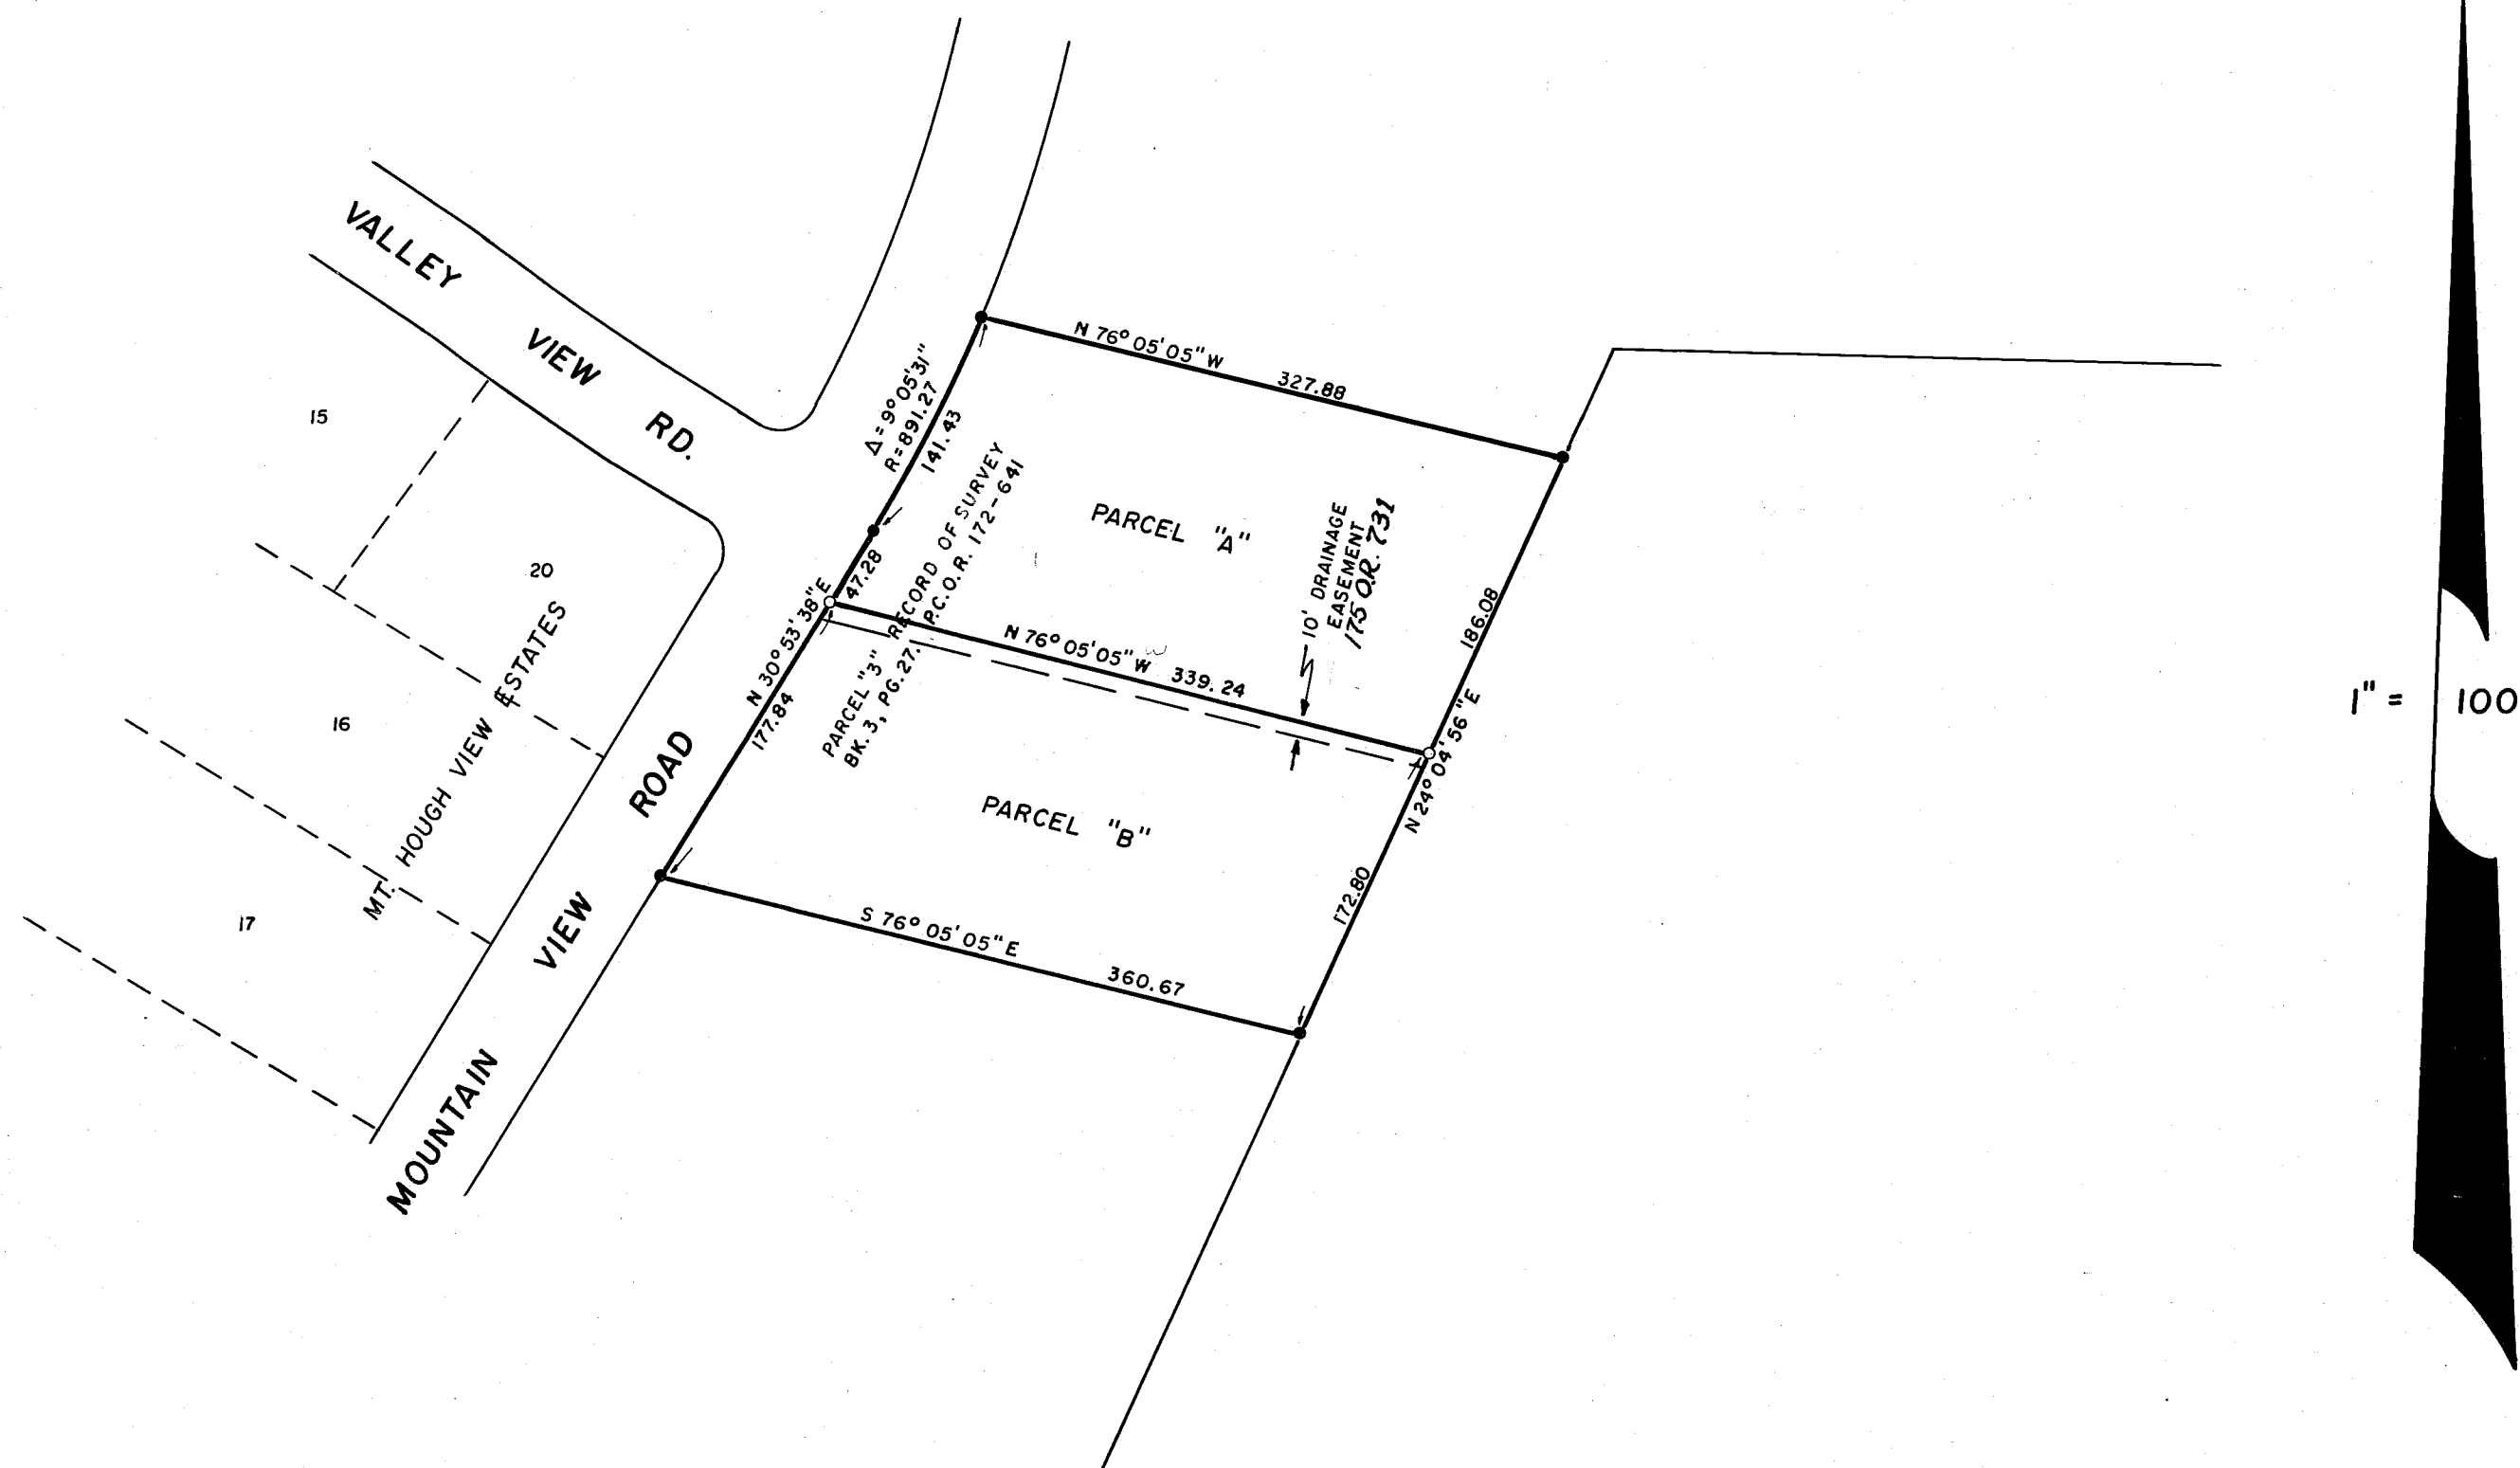 VALLEY VIEW RD.
15
20
16
17
MT. HOUGH VIEW ESTATES
MOUNTAIN VIEW ROAD
Δ= 9° 05' 31"
R= 891.27
141.43
47.28
N 30° 53' 38" E
177.84
N 76° 05' 05" W 327.88
PARCEL "3" RECORD OF SURVEY
BK. 3, PG. 27. P.C.O.R. 172-641
PARCEL "A"
10' DRAINAGE
EASEMENT
175 O.R. 731
186.08
N 76° 05' 05" W 339.24
N 24° 04' 56" E
PARCEL "B"
172.80
S 76° 05' 05" E 360.67
1" = 100